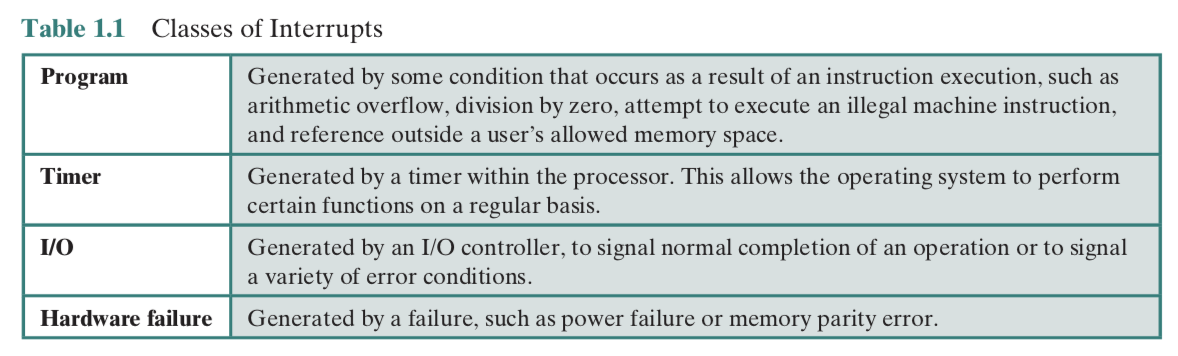 Table 1.1 Classes of Interrupts
Program
Generated by some condition that occurs as a result of an instruction execution, such as
arithmetic overflow, division by zero, attempt to execute an illegal machine instruction,
and reference outside a user’s allowed memory space.
Timer
Generated by a timer within the processor. This allows the operating system to perform
certain functions on a regular basis.
I/O
Generated by an I/O controller, to signal normal completion of an operation or to signal
a variety of error conditions.
Hardware failure
Generated by a failure, such as power failure or memory parity error.